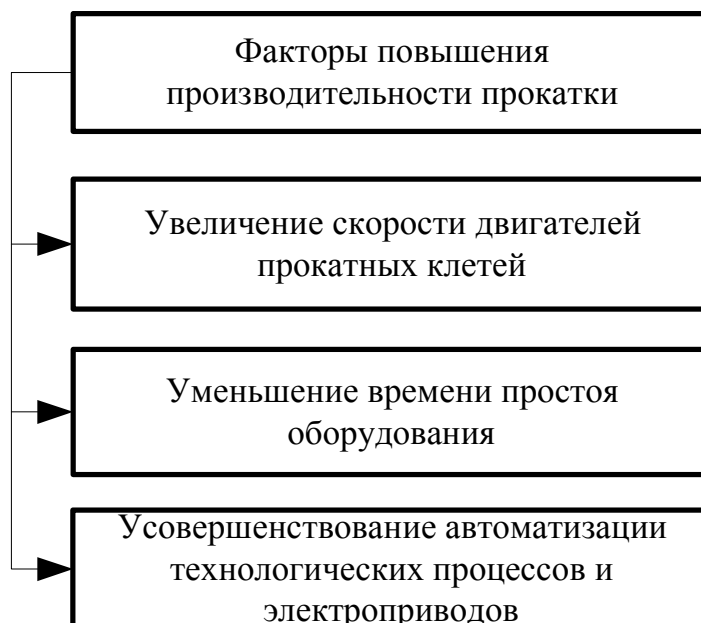 Факторы повышения
производительности прокатки
Увеличение скорости двигателей
прокатных клетей
Уменьшение времени простоя
оборудования
Усовершенствование автоматизации
технологических процессов и
электроприводов